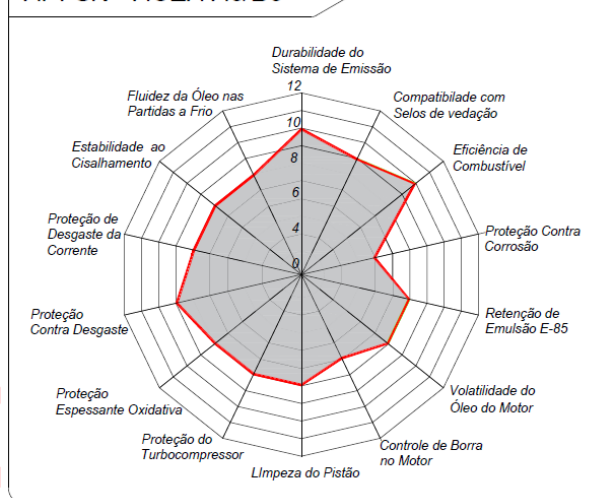 Durabilidade do
Sistema de Emissão
Compatibilade com
Selos de vedação
Eficiência de
Combustível
Proteção Contra
Corrosão
Retenção de
Emulsão E-85
Volatilidade do
Óleo do Motor
Controle de Borra
no Motor
LImpeza do Pistão
Proteção do
Turbocompressor
Proteção
Espessante Oxidativa
Proteção
Contra Desgaste
Proteção de
Desgaste da
Corrente
Estabilidade ao
Cisalhamento
Fluidez da Óleo nas
Partidas a Frio
12
10
8
6
4
0